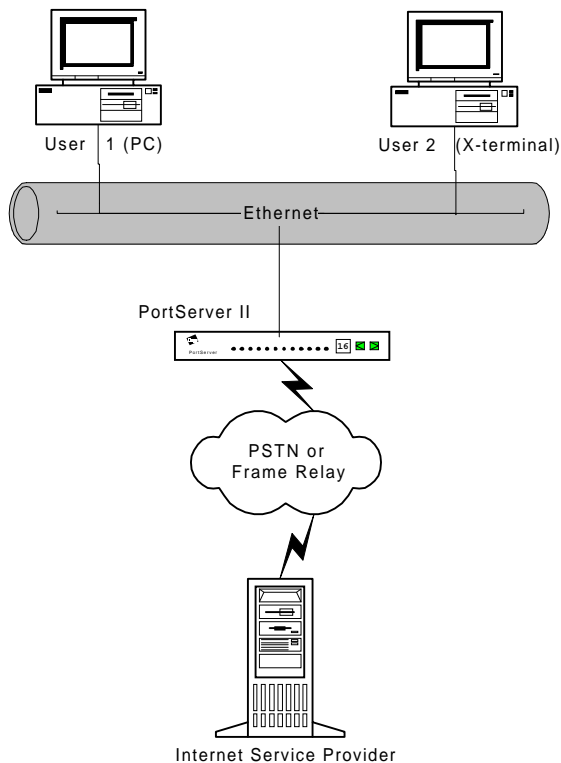 User 1 (PC)
User 2 (X-terminal)
Ethernet
PortServer II
PortServer
16
PSTN or
Frame Relay
Internet Service Provider